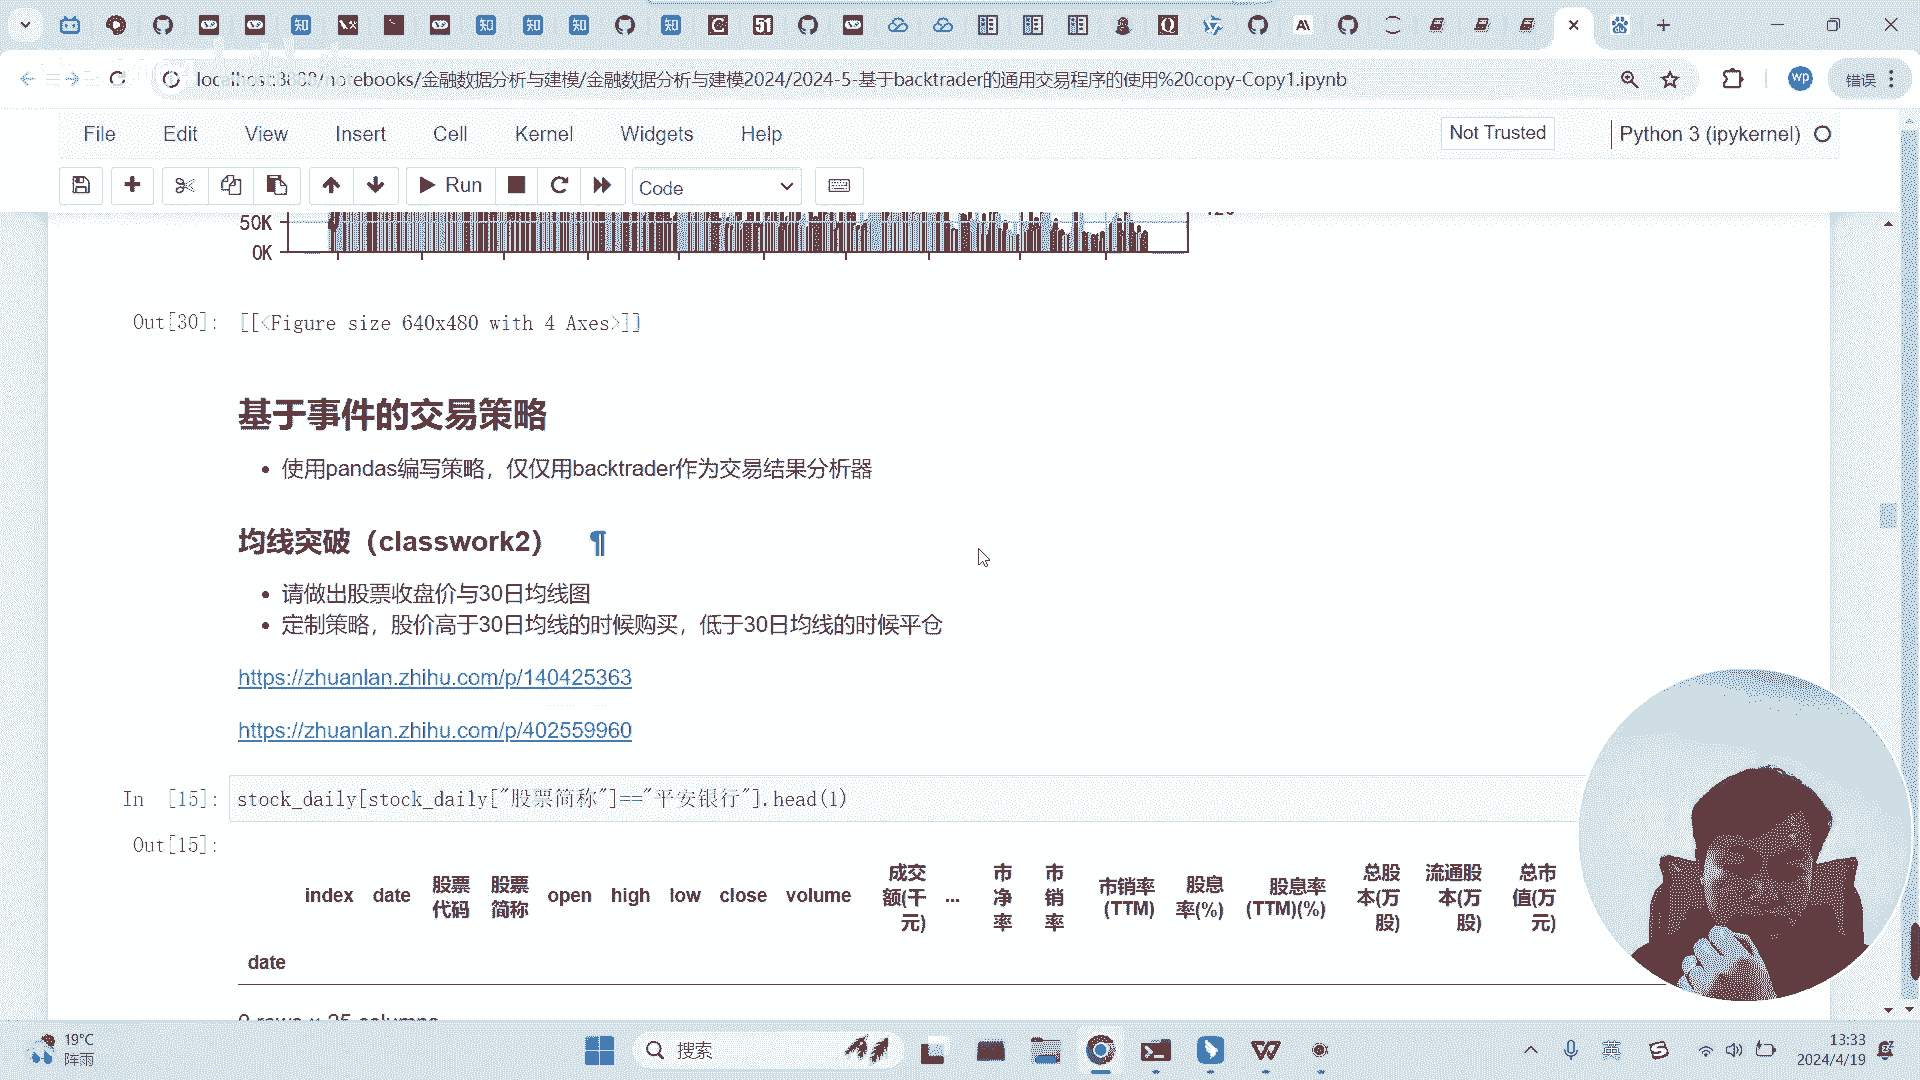 localhost:8888/notebooks/金融数据分析与建模/金融数据分析与建模2024/2024-5-基于backtrader的通用交易程序的使用%20copy-Copy1.ipynb
wp
错误
File Edit View Insert Cell Kernel Widgets Help
Not Trusted
Python 3 (ipykernel)
Run
Code
50K
0K
Out[30]: [[<Figure size 640x480 with 4 Axes>]]
基于事件的交易策略
• 使用pandas编写策略，仅仅用backtrader作为交易结果分析器
均线突破（classwork2） ¶
• 请做出股票收盘价与30日均线图
• 定制策略，股价高于30日均线的时候购买，低于30日均线的时候平仓
https://zhuanlan.zhihu.com/p/140425363
https://zhuanlan.zhihu.com/p/402559960
In [15]: stock_daily[stock_daily["股票简称"]=="平安银行"].head(1)
Out[15]:
index date 股票代码 股票简称 open high low close volume 成交额(千元) ... 市净率 市销率 市销率(TTM) 股息率(%) 股息率(TTM)(%) 总股本(万股) 流通股本(万股) 总市值(万元)
date
19°C
阵雨
搜索
英
13:33
2024/4/19